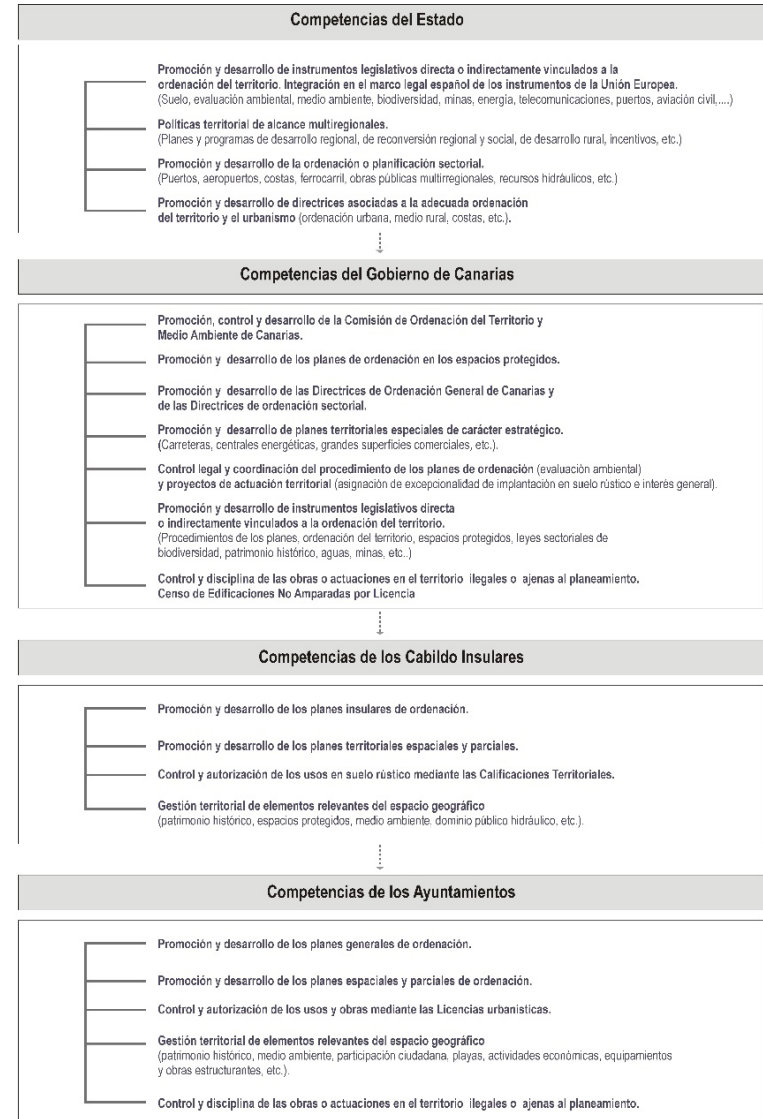 Competencias del Estado
Promoción y desarrollo de instrumentos legislativos directa o indirectamente vinculados a la
ordenación del territorio. Integración en el marco legal español de los instrumentos de la Unión Europea.
(Suelo, evaluación ambiental, medio ambiente, biodiversidad, minas, energía, telecomunicaciones, puertos, aviación civil,....)
Políticas territorial de alcance multiregionales.
(Planes y programas de desarrollo regional, de reconversión regional y social, de desarrollo rural, incentivos, etc.)
Promoción y desarrollo de la ordenación o planificación sectorial.
(Puertos, aeropuertos, costas, ferrocarril, obras públicas multirregionales, recursos hidráulicos, etc.)
Promoción y desarrollo de directrices asociadas a la adecuada ordenación
del territorio y el urbanismo (ordenación urbana, medio rural, costas, etc.).
Competencias del Gobierno de Canarias
Promoción, control y desarrollo de la Comisión de Ordenación del Territorio y
Medio Ambiente de Canarias.
Promoción y desarrollo de los planes de ordenación en los espacios protegidos.
Promoción y desarrollo de las Directrices de Ordenación General de Canarias y
de las Directrices de ordenación sectorial.
Promoción y desarrollo de planes territoriales especiales de carácter estratégico.
(Carreteras, centrales energéticas, grandes superficies comerciales, etc.).
Control legal y coordinación del procedimiento de los planes de ordenación (evaluación ambiental)
y proyectos de actuación territorial (asignación de excepcionalidad de implantación en suelo rústico e interés general).
Promoción y desarrollo de instrumentos legislativos directa
o indirectamente vinculados a la ordenación del territorio.
(Procedimientos de los planes, ordenación del territorio, espacios protegidos, leyes sectoriales de
biodiversidad, patrimonio histórico, aguas, minas, etc..)
Control y disciplina de las obras o actuaciones en el territorio ilegales o ajenas al planeamiento.
Censo de Edificaciones No Amparadas por Licencia
Competencias de los Cabildo Insulares
Promoción y desarrollo de los planes insulares de ordenación.
Promoción y desarrollo de los planes territoriales espaciales y parciales.
Control y autorización de los usos en suelo rústico mediante las Calificaciones Territoriales.
Gestión territorial de elementos relevantes del espacio geográfico
(patrimonio histórico, espacios protegidos, medio ambiente, dominio público hidráulico, etc.).
Competencias de los Ayuntamientos
Promoción y desarrollo de los planes generales de ordenación.
Promoción y desarrollo de los planes espaciales y parciales de ordenación.
Control y autorización de los usos y obras mediante las Licencias urbanisticas.
Gestión territorial de elementos relevantes del espacio geográfico
(patrimonio histórico, medio ambiente, participación ciudadana, playas, actividades económicas, equipamientos
y obras estructurantes, etc.).
Control y disciplina de las obras o actuaciones en el territorio ilegales o ajenas al planeamiento.